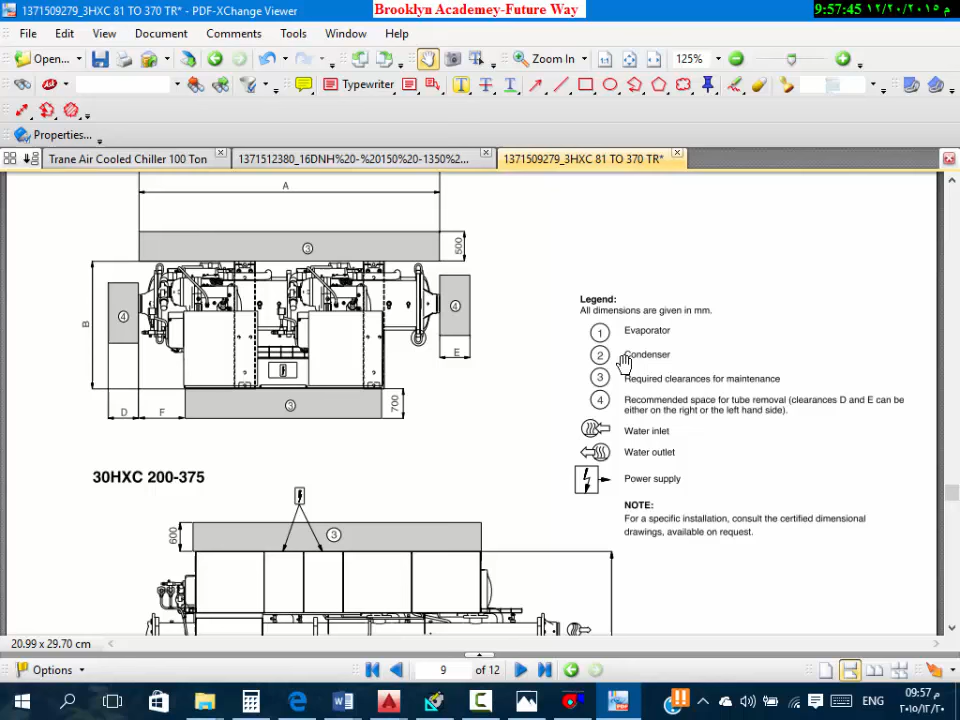 1371509279_3HXC 81 TO 370 TR* - PDF-XChange Viewer
Brooklyn Academey-Future Way
9:57:45 ١٢/٢٠/٢٠١٥ م
File Edit View Document Comments Tools Window Help
Open... Zoom In 125%
Typewriter
Properties...
Trane Air Cooled Chiller 100 Ton 1371512380_16DNH%20-%20150%20-1350%2... 1371509279_3HXC 81 TO 370 TR*
A
3
500
4
4
B
E
D F 3 700
Legend:
All dimensions are given in mm.
1 Evaporator
2 Condenser
3 Required clearances for maintenance
4 Recommended space for tube removal (clearances D and E can be
either on the right or the left hand side).
Water inlet
Water outlet
Power supply
NOTE:
For a specific installation, consult the certified dimensional
drawings, available on request.
30HXC 200-375
600
3
20.99 x 29.70 cm
Options 9 of 12
ENG
09:57 م
٢٠١٥/١٢/٢٠